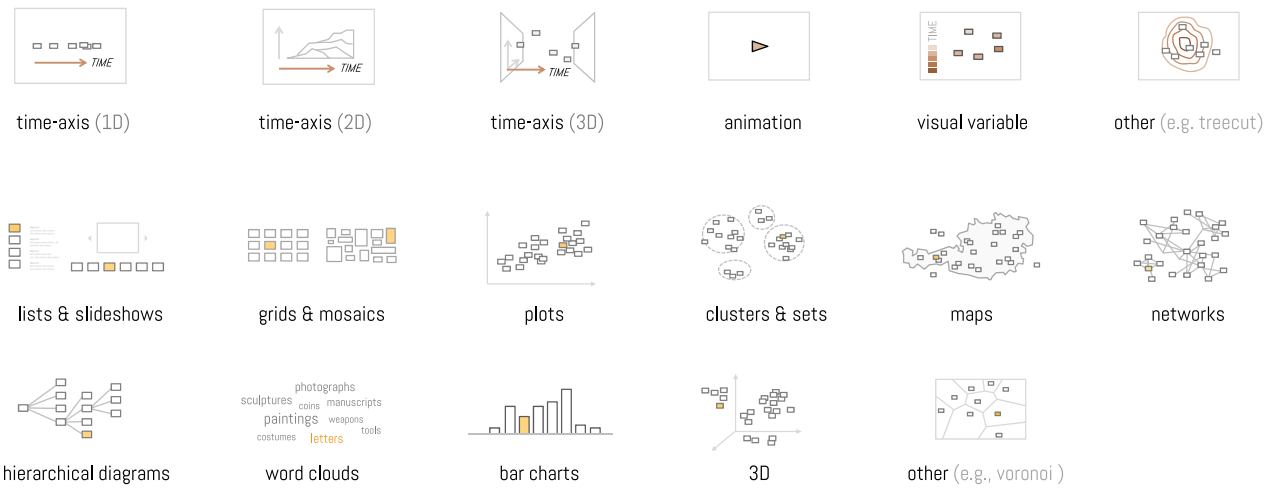 TIME
TIME
TIME
TIME
time-axis (1D)
time-axis (2D)
time-axis (3D)
animation
visual variable
other (e.g. treecut)
lists & slideshows
grids & mosaics
plots
clusters & sets
maps
networks
photographs
sculptures
coins
manuscripts
paintings
weapons
tools
costumes
letters
hierarchical diagrams
word clouds
bar charts
3D
other (e.g., voronoi )